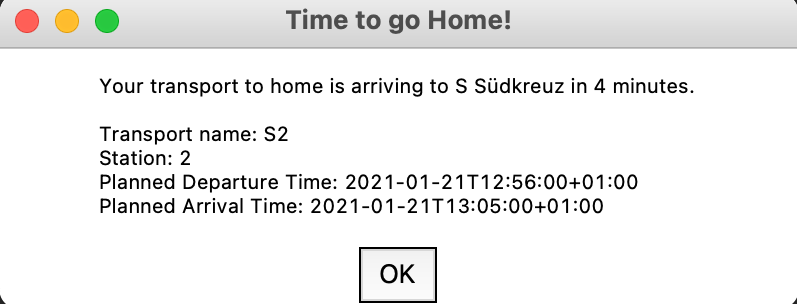 Time to go Home!
Your transport to home is arriving to S Südkreuz in 4 minutes.
Transport name: S2
Station: 2
Planned Departure Time: 2021-01-21T12:56:00+01:00
Planned Arrival Time: 2021-01-21T13:05:00+01:00
OK